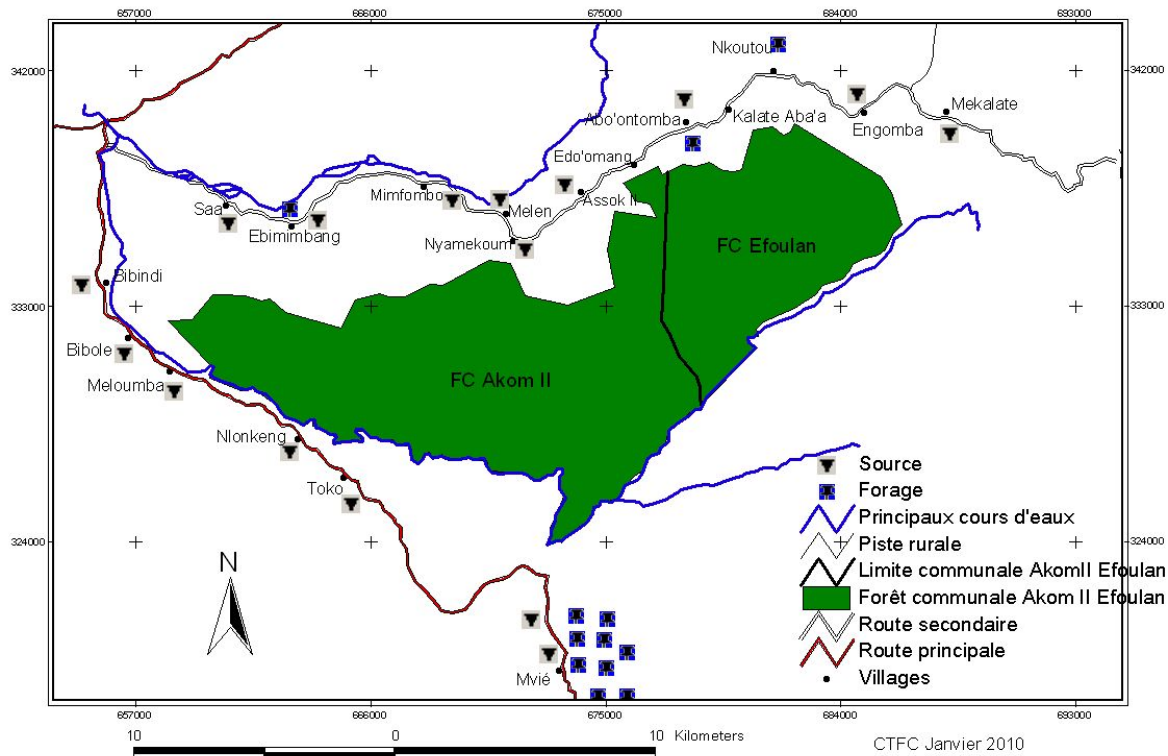 657000 666000 675000 684000 693000
342000 342000
333000 333000
324000 324000
Nkoutou
Mekalate
Kalate Aba'a
Engomba
Abo'ontomba
Edo'omang
Assok II
Mimfombo
Melen
Saa
Ebimimbang
Nyamekoum
FC Efoulan
Bibindi
Bibole
FC Akom II
Meloumba
Nlonkeng
Toko
Mvié
N
Source
Forage
Principaux cours d'eaux
Piste rurale
Limite communale AkomII Efoulan
Forêt communale Akom II Efoulan
Route secondaire
Route principale
Villages
657000 666000 675000 684000 693000
10 0 10 Kilometers
CTFC Janvier 2010